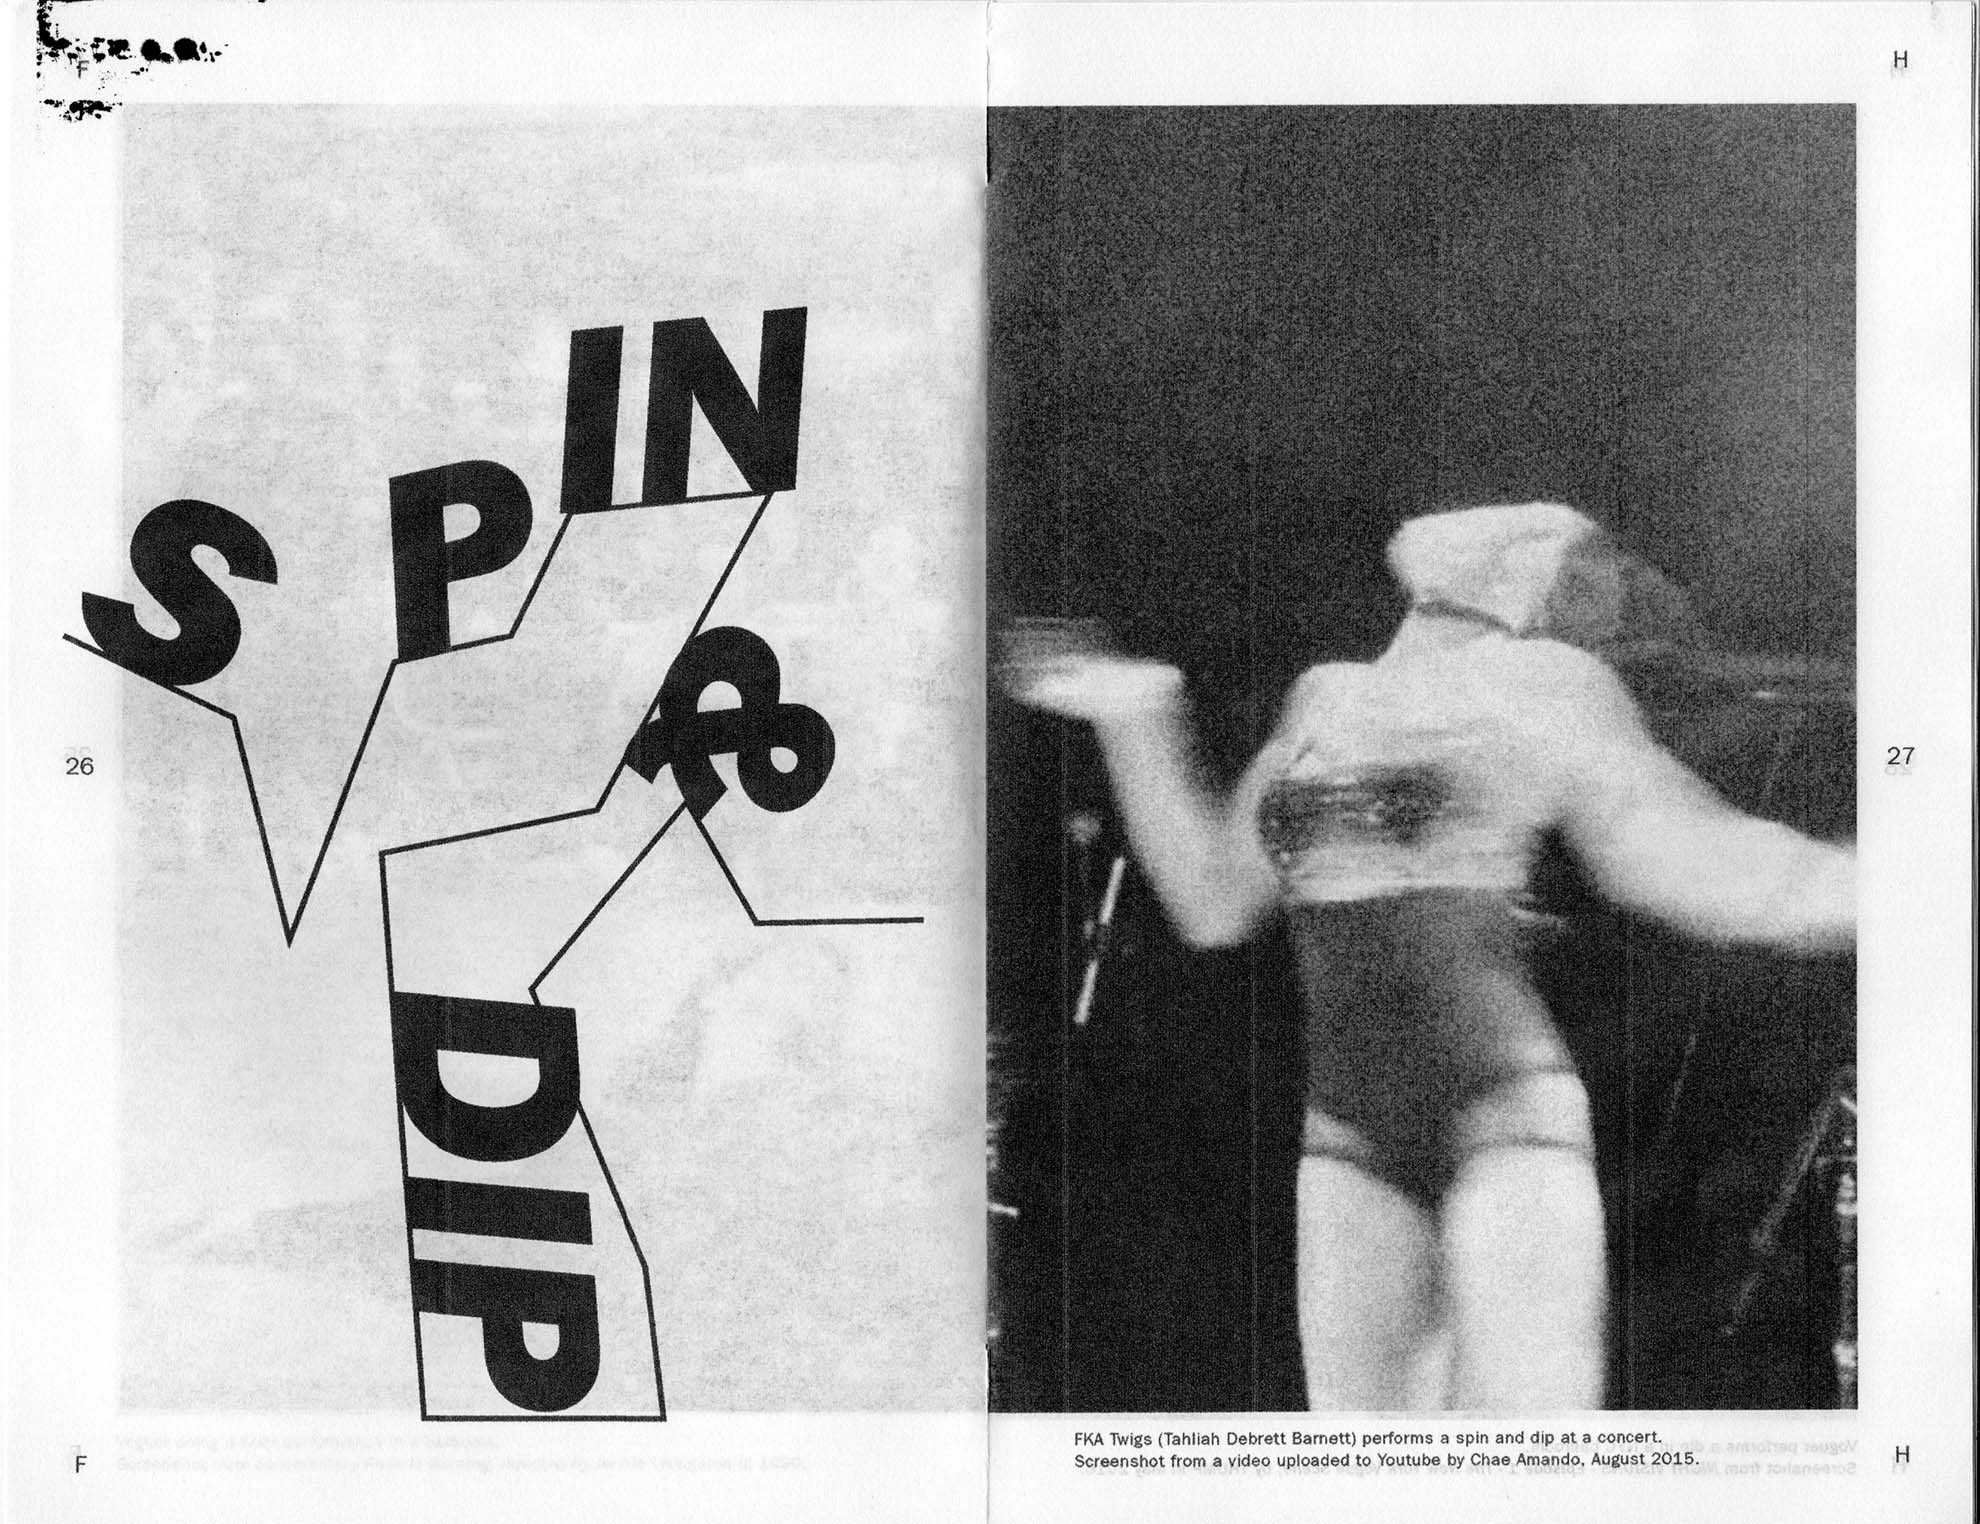 F
H
SPIN
&
DIP
26
27
F
FKA Twigs (Tahliah Debrett Barnett) performs a spin and dip at a concert.
Screenshot from a video uploaded to Youtube by Chae Amando, August 2015.
H